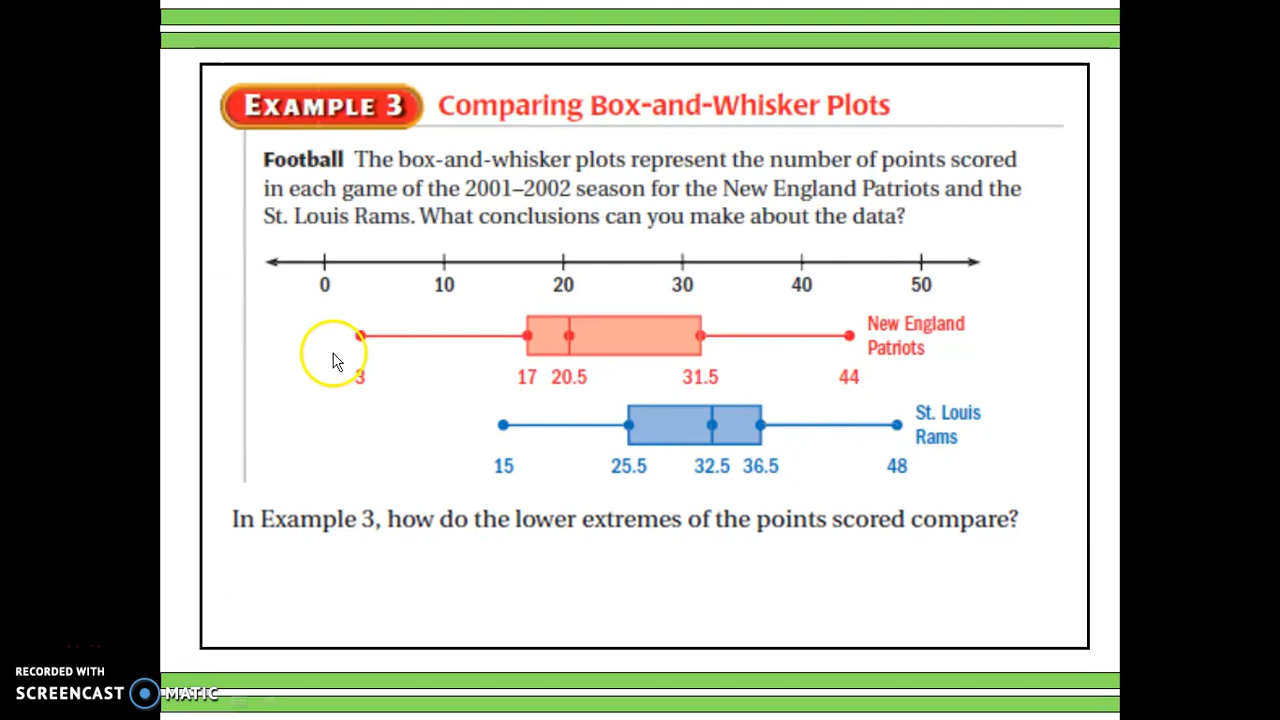 EXAMPLE 3 Comparing Box-and-Whisker Plots
Football The box-and-whisker plots represent the number of points scored
in each game of the 2001–2002 season for the New England Patriots and the
St. Louis Rams. What conclusions can you make about the data?
0 10 20 30 40 50
New England
Patriots
3 17 20.5 31.5 44
St. Louis
Rams
15 25.5 32.5 36.5 48
In Example 3, how do the lower extremes of the points scored compare?
RECORDED WITH
SCREENCAST MATIC